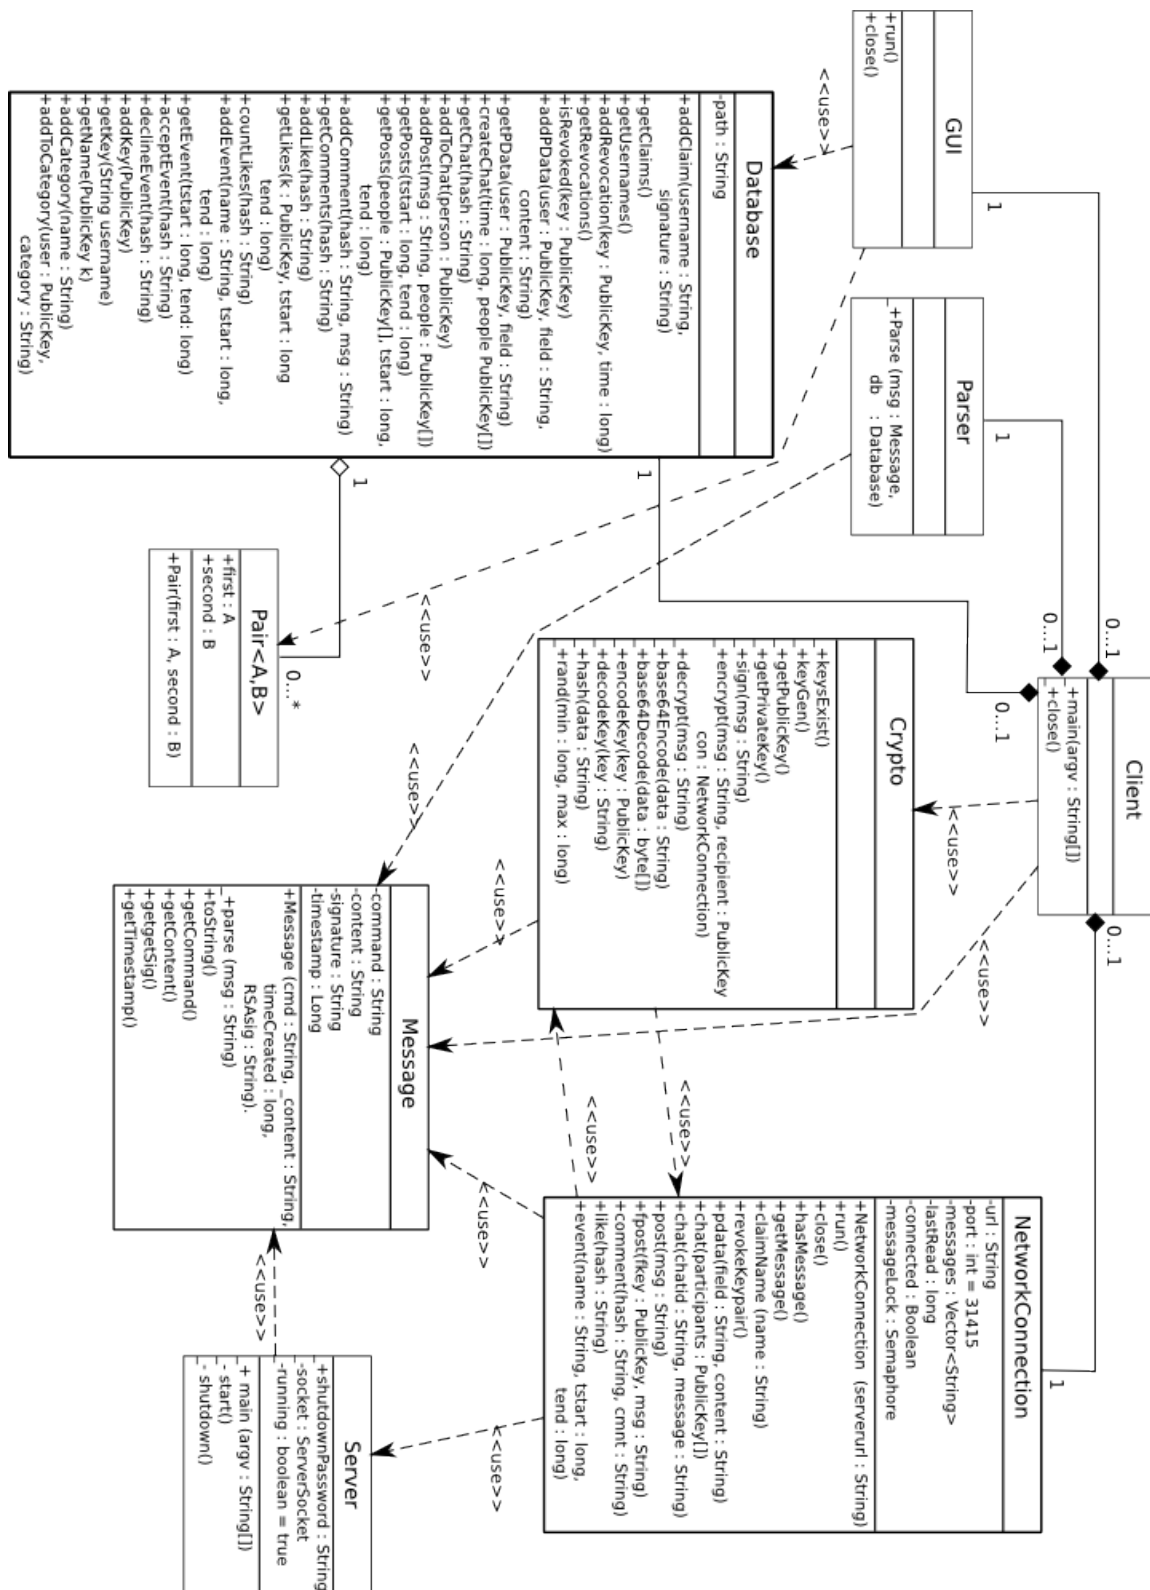 GUI
+run()
+close()
1
0...1
<<use>>
Parser
_+Parse (msg : Message,
db : Database)
1
0...1
Client
_+main(argv : String[])
_+close()
0...1
0...1
1
1
<<use>>
<<use>>
Database
-path : String
+addClaim(username : String,
signature : String)
+getClaims()
+getUsernames()
+addRevocation(key : PublicKey, time : long)
+getRevocations()
+isRevoked(key : PublicKey)
+addPData(user : PublicKey, field : String,
content : String)
+getPData(user : PublicKey, field : String)
+createChat(time : long, people PublicKey[])
+getChat(hash : String)
+addToChat(person : PublicKey)
+addPost(msg : String, people : PublicKey[])
+getPosts(tstart : long, tend : long)
+getPosts(people : PublicKey[], tstart : long,
tend : long)
+addComment(hash : String, msg : String)
+getComments(hash : String)
+addLike(hash : String)
+getLikes(k : PublicKey, tstart : long
tend : long)
+countLikes(hash : String)
+addEvent(name : String, tstart : long,
tend : long)
+getEvent(tstart : long, tend: long)
+acceptEvent(hash : String)
+declineEvent(hash : String)
+addKey(PublicKey)
+getKey(String username)
+getName(PublicKey k)
+addCategory(name : String)
+addToCategory(user : PublicKey,
category : String)
1
0...*
<<use>>
<<use>>
Pair<A,B>
+first : A
+second : B
+Pair(first : A, second : B)
Crypto
_+keysExist()
_+keyGen()
_+getPublicKey()
_+getPrivateKey()
_+sign(msg : String)
_+encrypt(msg : String, recipient : PublicKey
con : NetworkConnection)
_+decrypt(msg : String)
_+base64Encode(data : String)
_+base64Decode(data : byte[])
_+encodeKey(key : PublicKey)
_+decodeKey(key : String)
_+hash(data : String)
_+rand(min : long, max : long)
<<use>>
<<use>>
<<use>>
Message
-command : String
-content : String
-signature : String
-timestamp : Long
+Message (cmd : String, _content : String,
timeCreated : long,
RSAsig : String).
_+parse (msg : String)
+toString()
+getCommand()
+getContent()
+getgetSig()
+getTimestamp()
<<use>>
<<use>>
NetworkConnection
-url : String
-port : int = 31415
-messages : Vector<String>
-lastRead : long
-connected : Boolean
-messageLock : Semaphore
+NetworkConnection (serverurl : String)
+run()
+close()
+hasMessage()
+getMessage()
+claimName (name : String)
+revokeKeypair()
+pdata(field : String, content : String)
+chat(participants : PublicKey[])
+chat(chatid : String, message : String)
+post(msg : String)
+fpost(fkey : PublicKey, msg : String)
+comment(hash : String, cmnt : String)
+like(hash : String)
+event(name : String, tstart : long,
tend : long)
<<use>>
Server
+shutdownPassword : String
-socket : ServerSocket
-running : boolean = true
_+ main (argv : String[])
_- start()
_- shutdown()